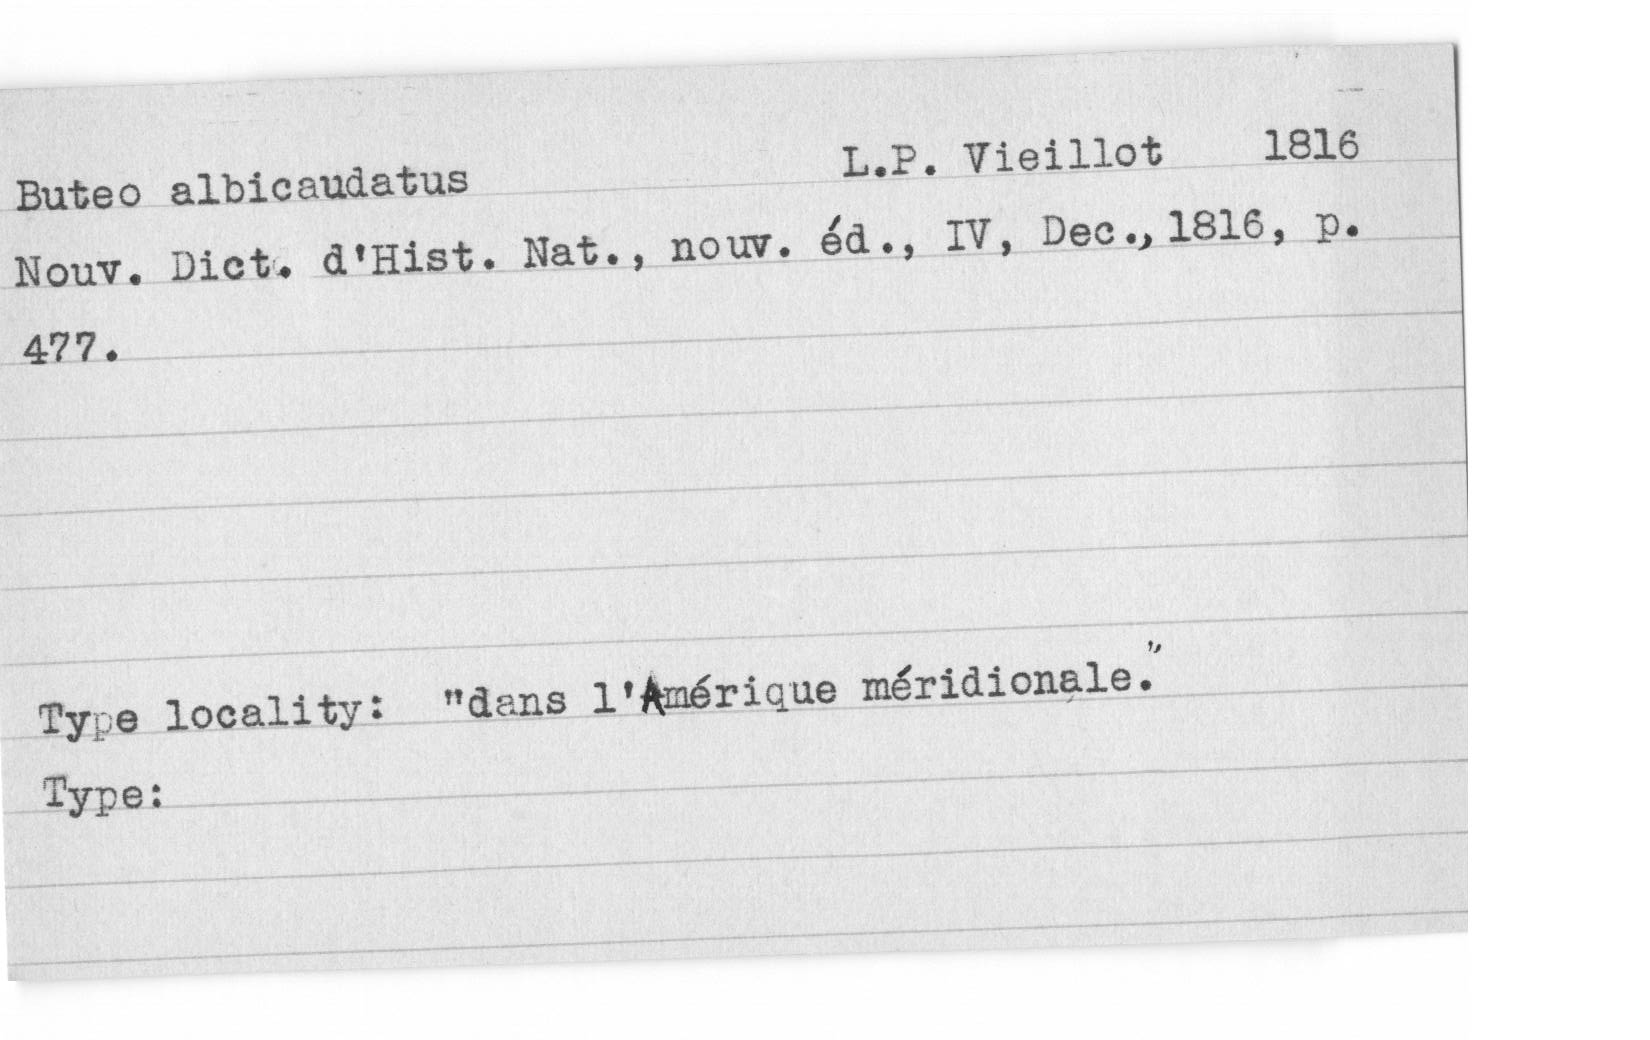 Buteo albicaudatus L.P. Vieillot 1816
Nouv. Dict. d'Hist. Nat., nouv. éd., IV, Dec., 1816, p.
477.
Type locality: "dans l'Amérique méridionale."
Type: